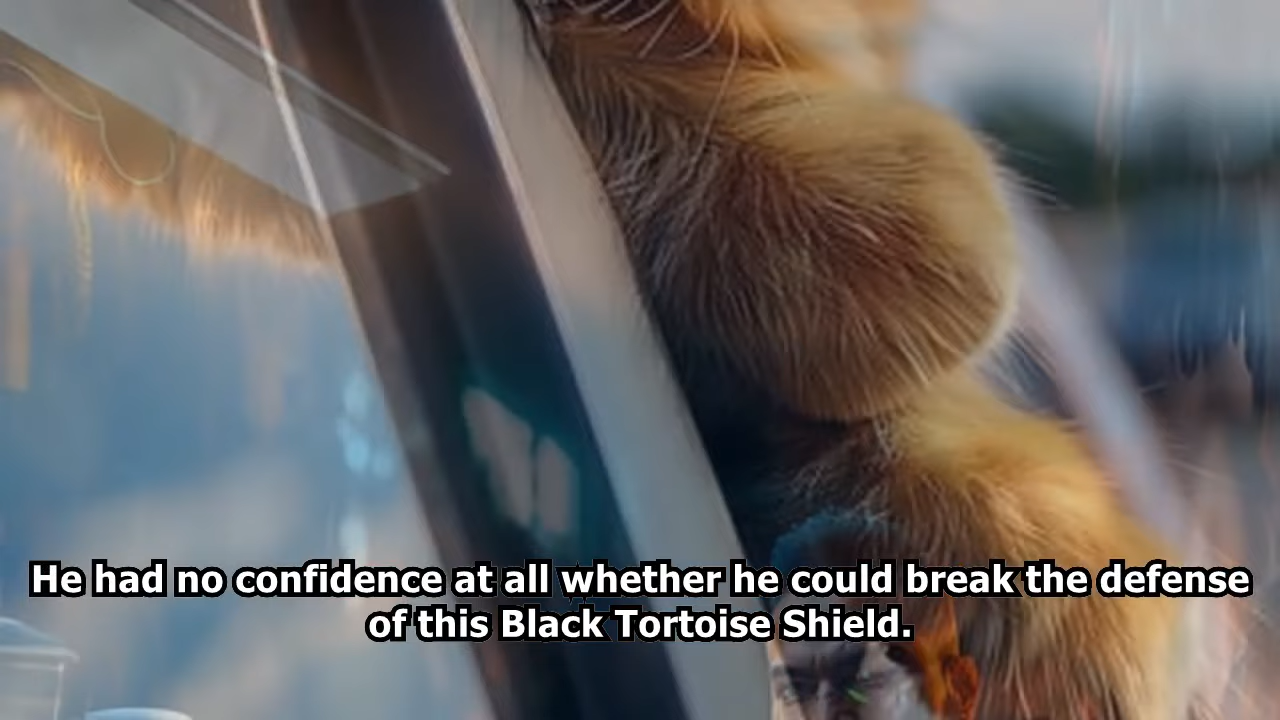 He had no confidence at all whether he could break the defense
of this Black Tortoise Shield.